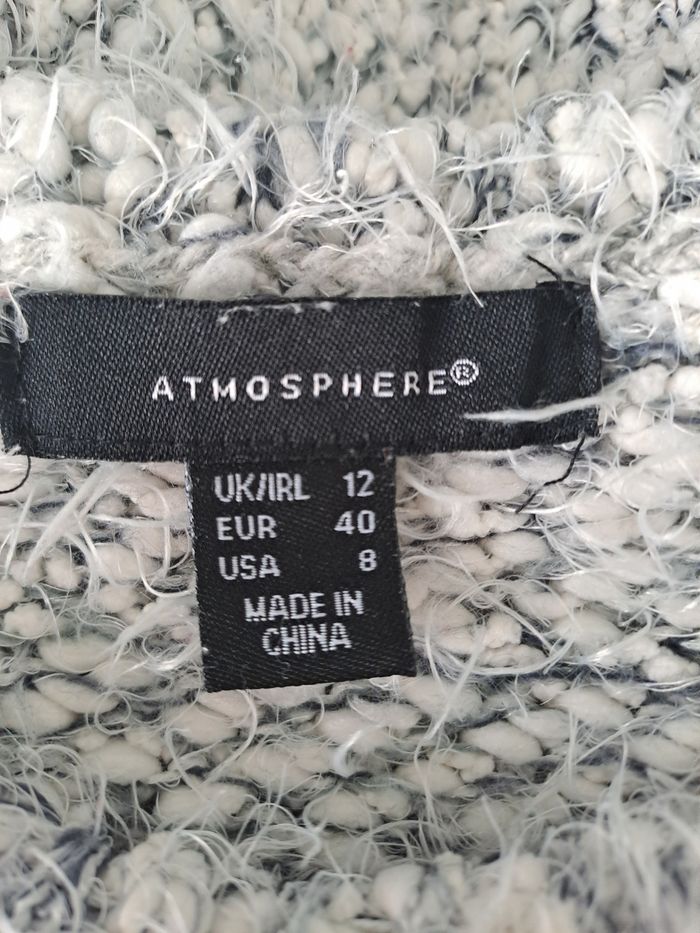 ATMOSPHERE®
UK/IRL 12
EUR 40
USA 8
MADE IN
CHINA